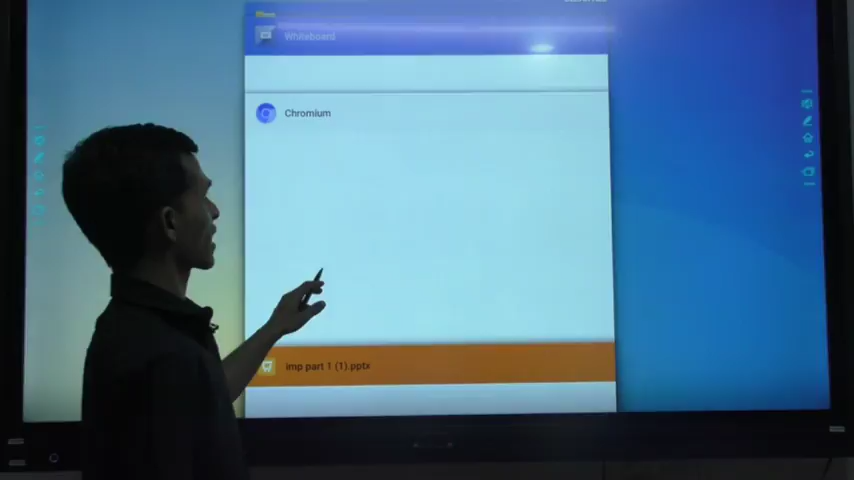 Whiteboard
Chromium
imp part 1 (1).pptx